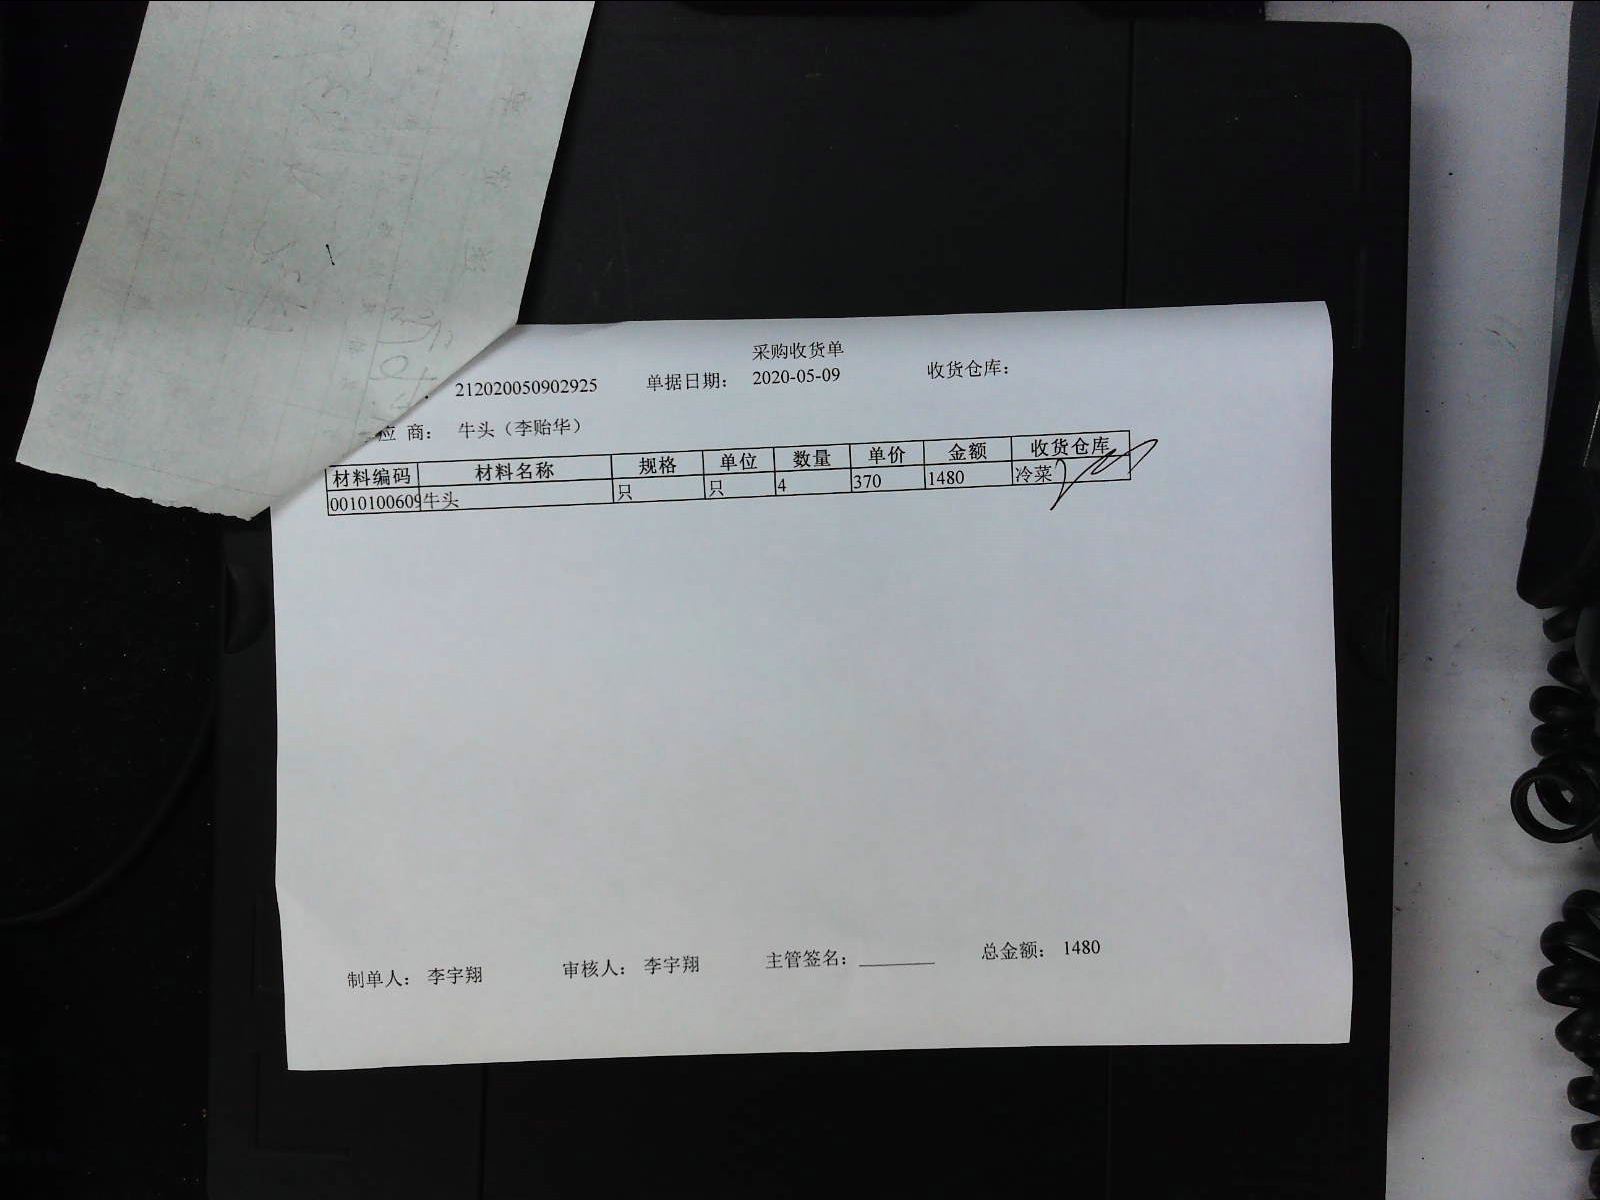 采购收货单
212020050902925 单据日期： 2020-05-09 收货仓库：
应 商： 牛头（李贻华）
材料编码 材料名称 规格 单位 数量 单价 金额 收货仓库
0010100609 牛头 只 只 4 370 1480 冷菜
制单人： 李宇翔 审核人： 李宇翔 主管签名： 总金额： 1480